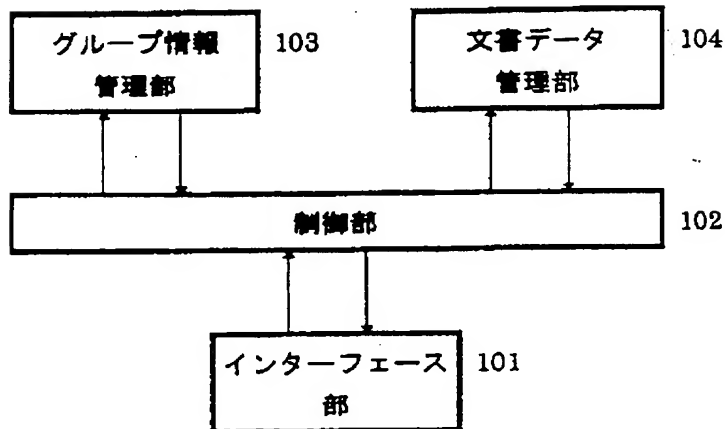 グループ情報
管理部
103
文書データ
管理部
104
制御部
102
インターフェース
部
101